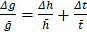 Δg/ḡ = Δh/h̄ + Δt/t̄